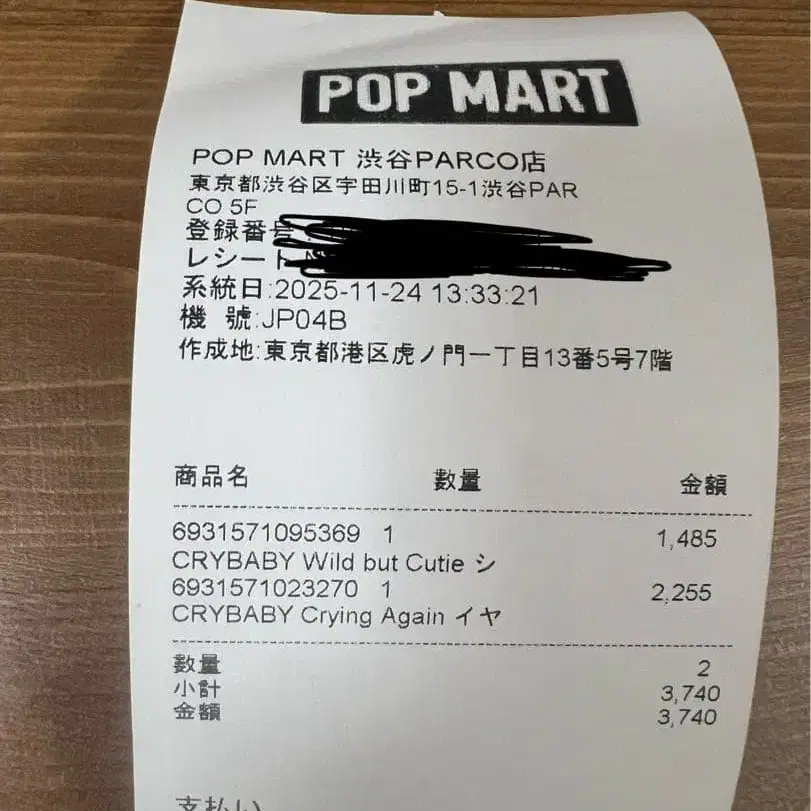 POP MART
POP MART 渋谷PARCO店
東京都渋谷区宇田川町15-1渋谷PAR
CO 5F
登録番号
レシート
系統日:2025-11-24 13:33:21
機 號:JP04B
作成地:東京都港区虎ノ門一丁目13番5号7階
商品名 數量 金額
6931571095369 1 1,485
CRYBABY Wild but Cutie シ
6931571023270 1 2,255
CRYBABY Crying Again イヤ
數量 2
小計 3,740
金額 3,740
支払い